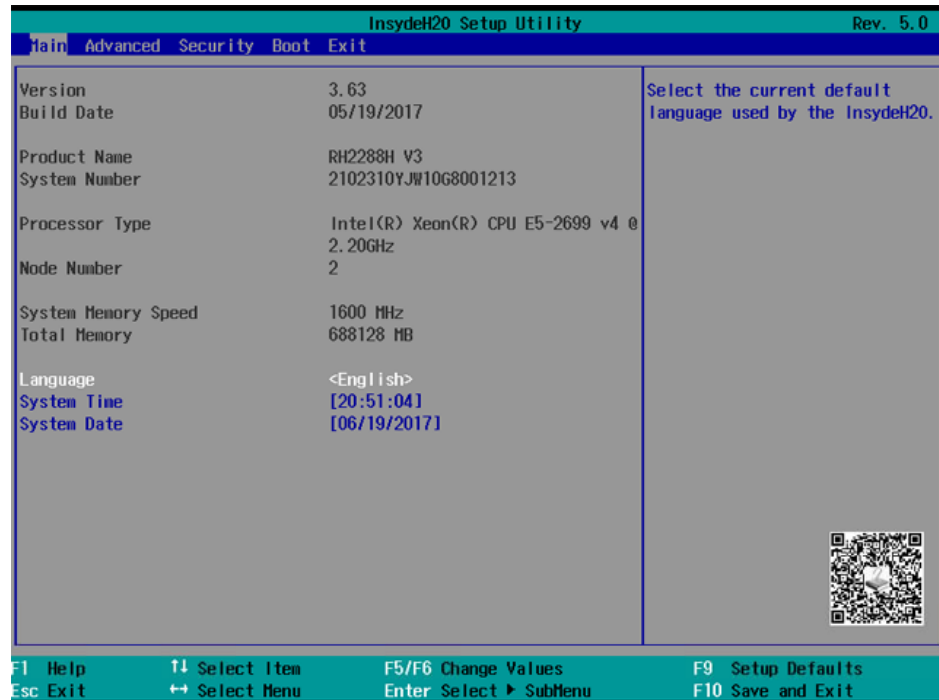 InsydeH2O Setup Utility Rev. 5.0
Main Advanced Security Boot Exit
Version 3.63
Build Date 05/19/2017
Product Name RH2288H V3
System Number 2102310YJW10G8001213
Processor Type Intel(R) Xeon(R) CPU E5-2699 v4 @
2.20GHz
Node Number 2
System Memory Speed 1600 MHz
Total Memory 688128 MB
Language <English>
System Time [20:51:04]
System Date [06/19/2017]
Select the current default
language used by the InsydeH2O.
F1 Help ↑↓ Select Item F5/F6 Change Values F9 Setup Defaults
Esc Exit ↔ Select Menu Enter Select ▶ SubMenu F10 Save and Exit